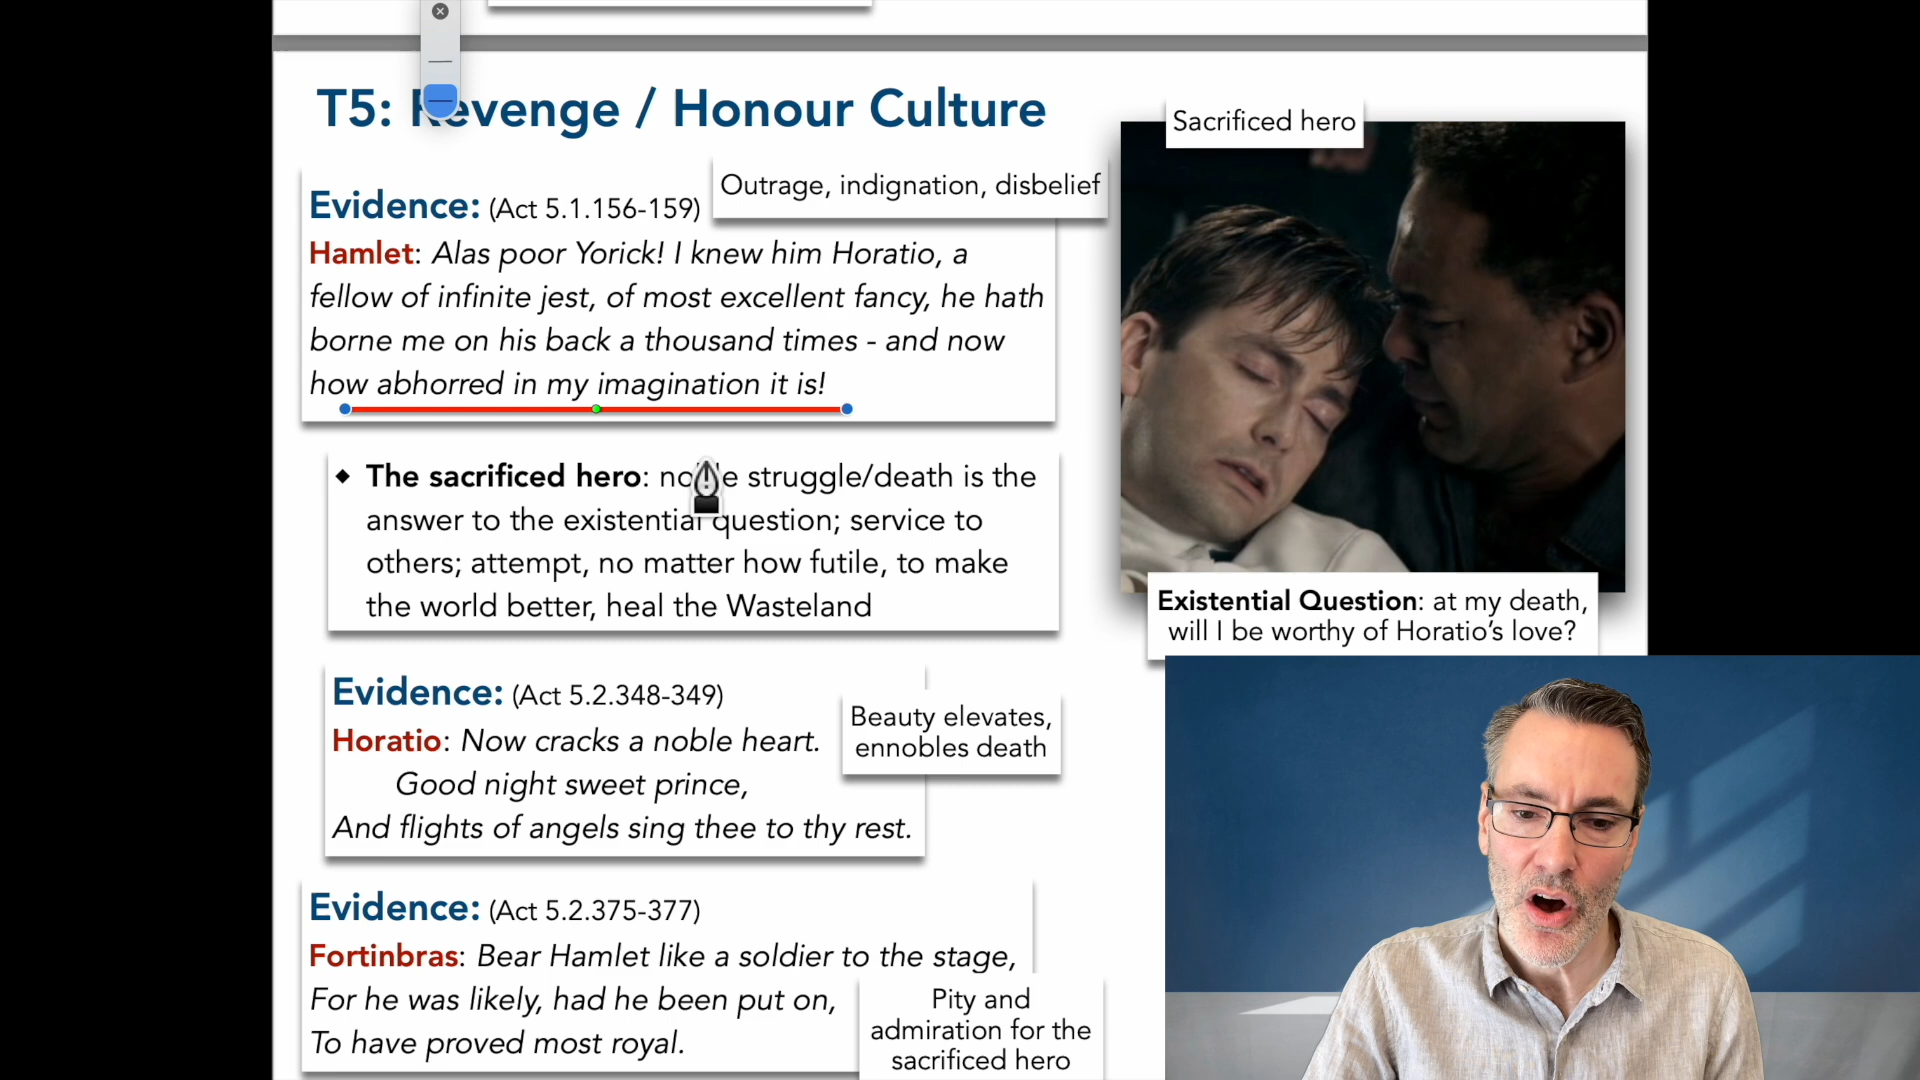 T5: Revenge / Honour Culture
Sacrificed hero
Outrage, indignation, disbelief
Evidence: (Act 5.1.156-159)
Hamlet: Alas poor Yorick! I knew him Horatio, a
fellow of infinite jest, of most excellent fancy, he hath
borne me on his back a thousand times - and now
how abhorred in my imagination it is!
◆ The sacrificed hero: noble struggle/death is the
answer to the existential question; service to
others; attempt, no matter how futile, to make
the world better, heal the Wasteland
Existential Question: at my death,
will I be worthy of Horatio's love?
Evidence: (Act 5.2.348-349)
Horatio: Now cracks a noble heart.
Good night sweet prince,
And flights of angels sing thee to thy rest.
Beauty elevates,
ennobles death
Evidence: (Act 5.2.375-377)
Fortinbras: Bear Hamlet like a soldier to the stage,
For he was likely, had he been put on,
To have proved most royal.
Pity and
admiration for the
sacrificed hero